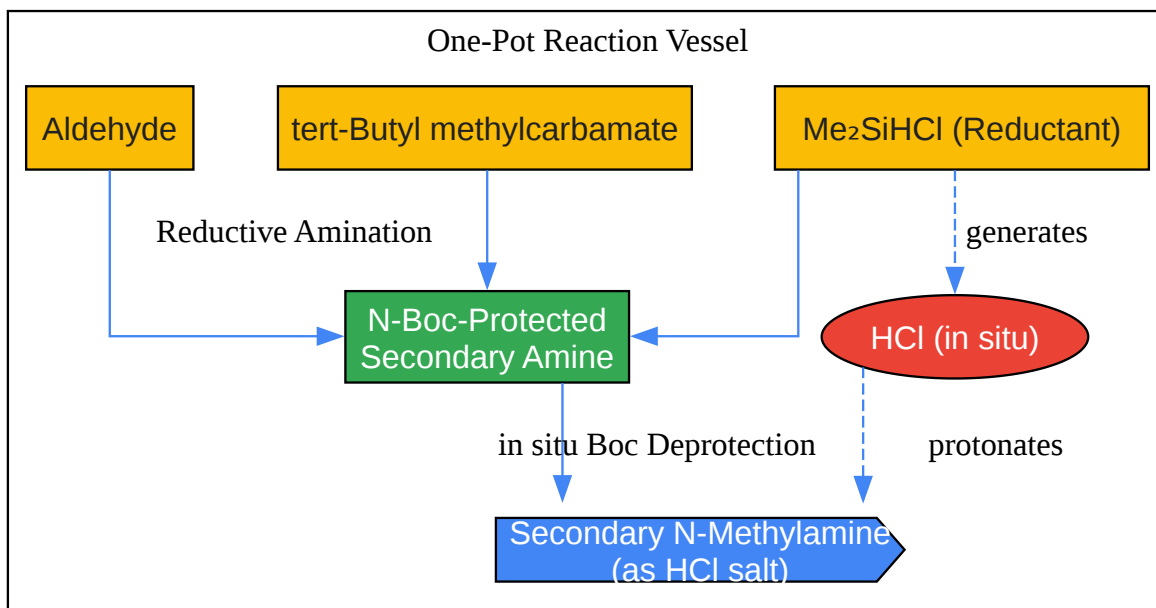 One-Pot Reaction Vessel
Aldehyde
tert-Butyl methylcarbamate
Me₂SiHCl (Reductant)
Reductive Amination
generates
N-Boc-Protected
Secondary Amine
HCl (in situ)
in situ Boc Deprotection
protonates
Secondary N-Methylamine
(as HCl salt)